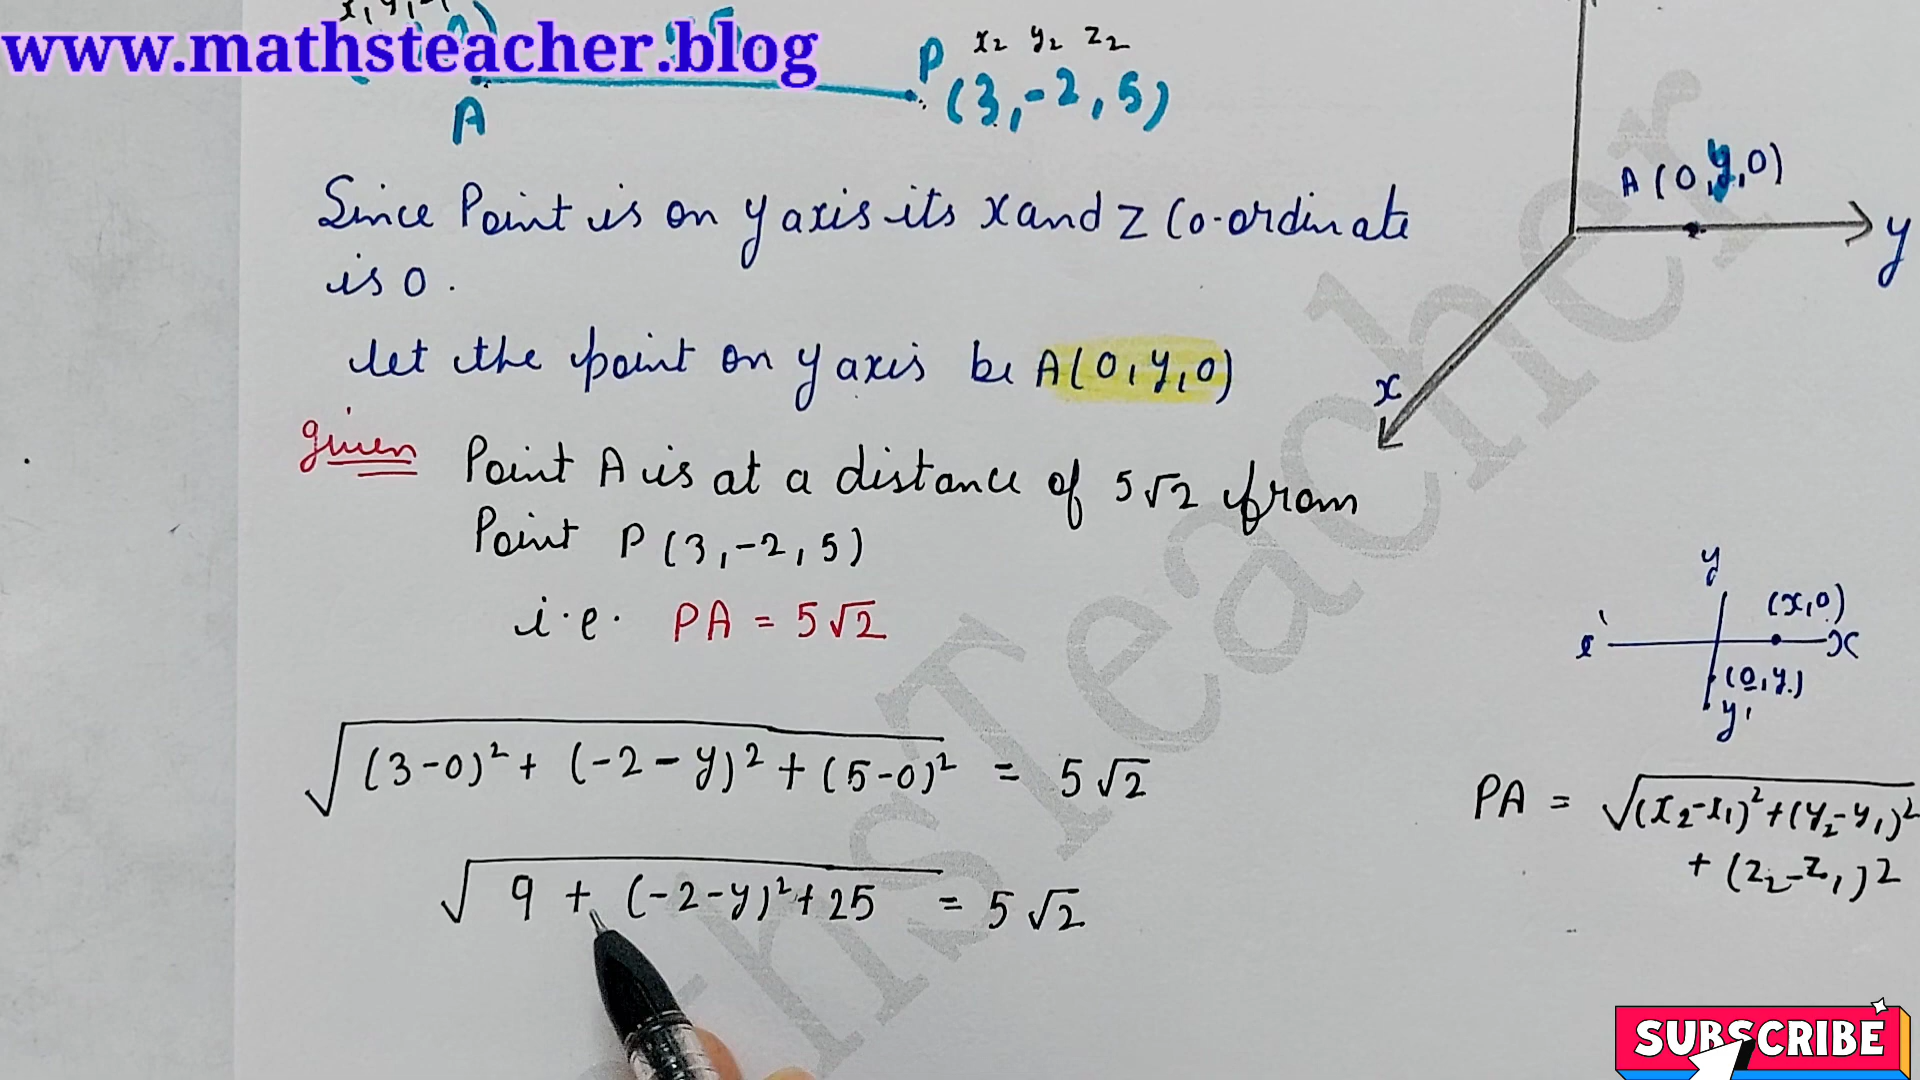 www.mathsteacher.blog
x₂ y₂ z₂
P (3,-2,5)
A
Since Point is on y axis its x and z Co-ordinate
is 0.
let the point on y axis be A(0,y,0)
given Point A is at a distance of 5√2 from
Point P (3,-2,5)
i.e. PA = 5√2
√(3-0)² + (-2-y)² + (5-0)² = 5√2
√9 + (-2-y)² + 25 = 5√2
A(0,y,0)
y
x
y
(x,0)
x
(0,y)
y'
PA = √(x₂-x₁)²+(y₂-y₁)²
+ (z₂-z₁)2
MathsTeacher
SUBSCRIBE